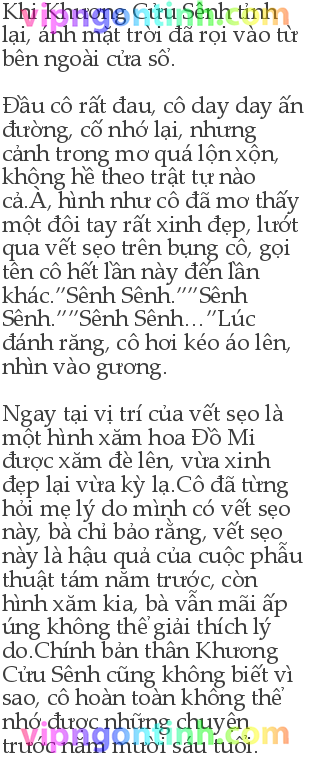 Khi Khương Cửu Sênh tỉnh
lại, ánh mặt trời đã rọi vào từ
bên ngoài cửa sổ.
Đầu cô rất đau, cô day day ấn
đường, cố nhớ lại, nhưng
cảnh trong mơ quá lộn xộn,
không hề theo trật tự nào
cả.À, hình như cô đã mơ thấy
một đôi tay rất xinh đẹp, lướt
qua vết sẹo trên bụng cô, gọi
tên cô hết lần này đến lần
khác.”Sênh Sênh.””Sênh
Sênh.””Sênh Sênh…”Lúc
đánh răng, cô hơi kéo áo lên,
nhìn vào gương.
Ngay tại vị trí của vết sẹo là
một hình xăm hoa Đồ Mi
được xăm đè lên, vừa xinh
đẹp lại vừa kỳ lạ.Cô đã từng
hỏi mẹ lý do mình có vết sẹo
này, bà chỉ bảo rằng, vết sẹo
này là hậu quả của cuộc phẫu
thuật tám năm trước, còn
hình xăm kia, bà vẫn mãi ấp
úng không thể giải thích lý
do.Chính bản thân Khương
Cửu Sênh cũng không biết vì
sao, cô hoàn toàn không thể
nhớ được những chuyện
trước năm mười sáu tuổi.
vipngontinh.com
vipngontinh.com